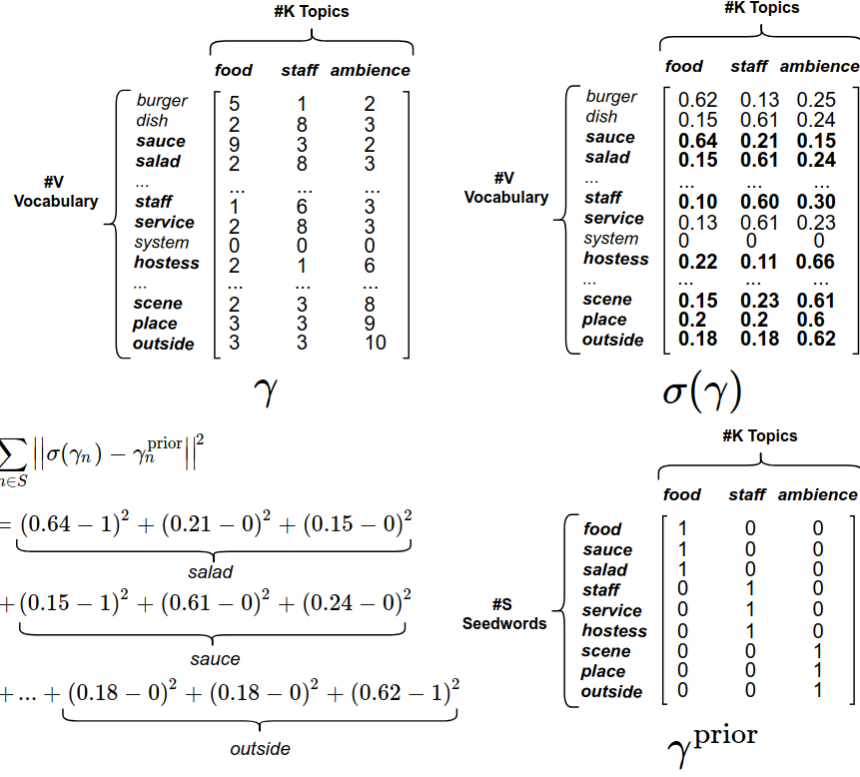 #K Topics
food staff ambience
#V
Vocabulary
burger 5 1 2
dish 2 8 3
sauce 9 3 2
salad 2 8 3
... ... ... ...
staff 1 6 3
service 2 8 3
system 0 0 0
hostess 2 1 6
... ... ... ...
scene 2 3 8
place 3 3 9
outside 3 3 10
γ
#K Topics
food staff ambience
#V
Vocabulary
burger 0.62 0.13 0.25
dish 0.15 0.61 0.24
sauce 0.64 0.21 0.15
salad 0.15 0.61 0.24
... ... ... ...
staff 0.10 0.60 0.30
service 0.13 0.61 0.23
system 0 0 0
hostess 0.22 0.11 0.66
... ... ... ...
scene 0.15 0.23 0.61
place 0.2 0.2 0.6
outside 0.18 0.18 0.62
σ(γ)
∑ ||σ(γₙ) − γₙ^prior||²
n∈S
= (0.64 − 1)² + (0.21 − 0)² + (0.15 − 0)²
salad
+(0.15 − 1)² + (0.61 − 0)² + (0.24 − 0)²
sauce
+... + (0.18 − 0)² + (0.18 − 0)² + (0.62 − 1)²
outside
#K Topics
food staff ambience
#S
Seedwords
food 1 0 0
sauce 1 0 0
salad 1 0 0
staff 0 1 0
service 0 1 0
hostess 0 1 0
scene 0 0 1
place 0 0 1
outside 0 0 1
γ^prior